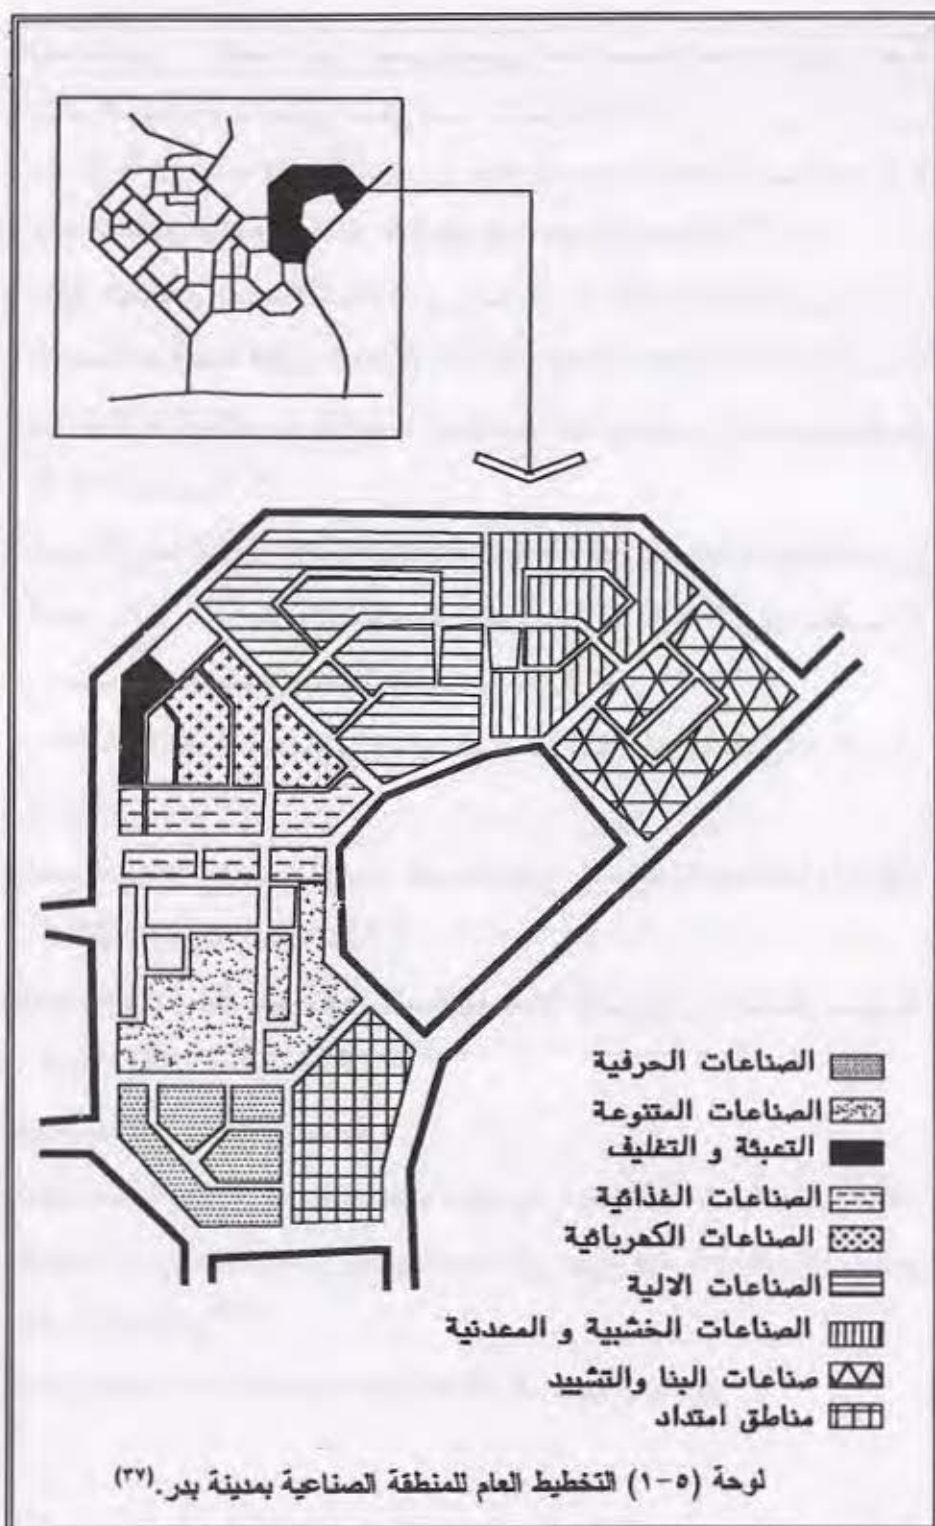 الصناعات الحرفية
الصناعات المتنوعة
التعبئة و التغليف
الصناعات الغذائية
الصناعات الكهربائية
الصناعات الالية
الصناعات الخشبية و المعدنية
صناعات البنا والتشييد
مناطق امتداد
لوحة (٥-١) التخطيط العام للمنطقة الصناعية بمدينة بدر.(٣٧)